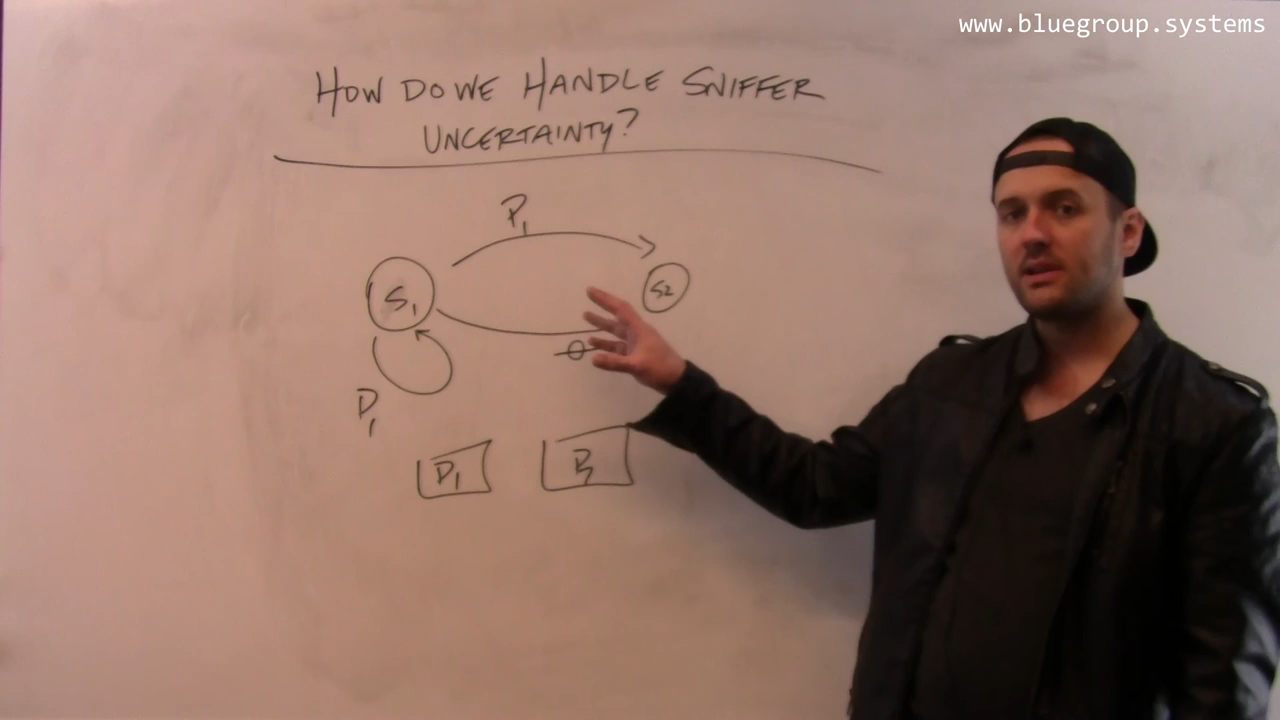 www.bluegroup.systems
HOW DO WE HANDLE SNIFFER
UNCERTAINTY?
P1
S1
S2
θ
P1
P1